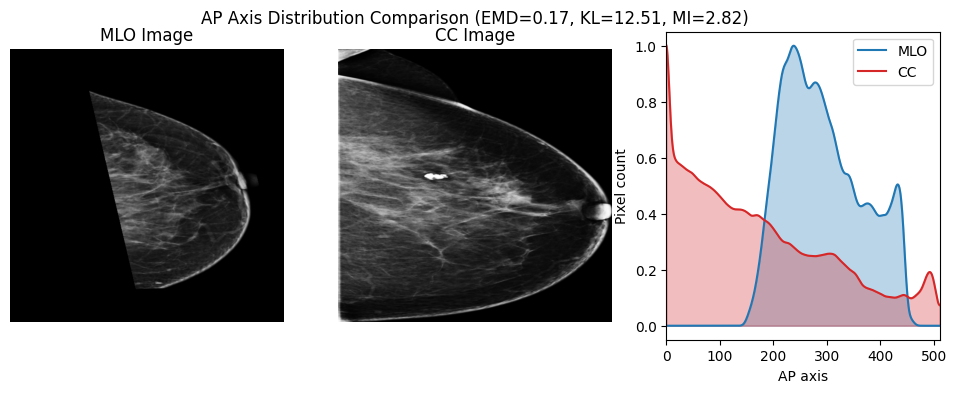 AP Axis Distribution Comparison (EMD=0.17, KL=12.51, MI=2.82)
MLO Image
CC Image
MLO
CC
Pixel count
1.0
0.8
0.6
0.4
0.2
0.0
0 100 200 300 400 500
AP axis